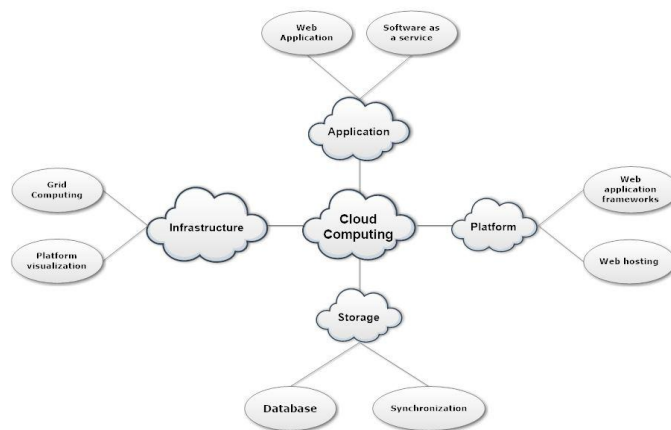 Web
Application
Software as
a service
Application
Grid
Computing
Infrastructure
Cloud
Computing
Platform
Web
application
frameworks
Platform
visualization
Web hosting
Storage
Database
Synchronization